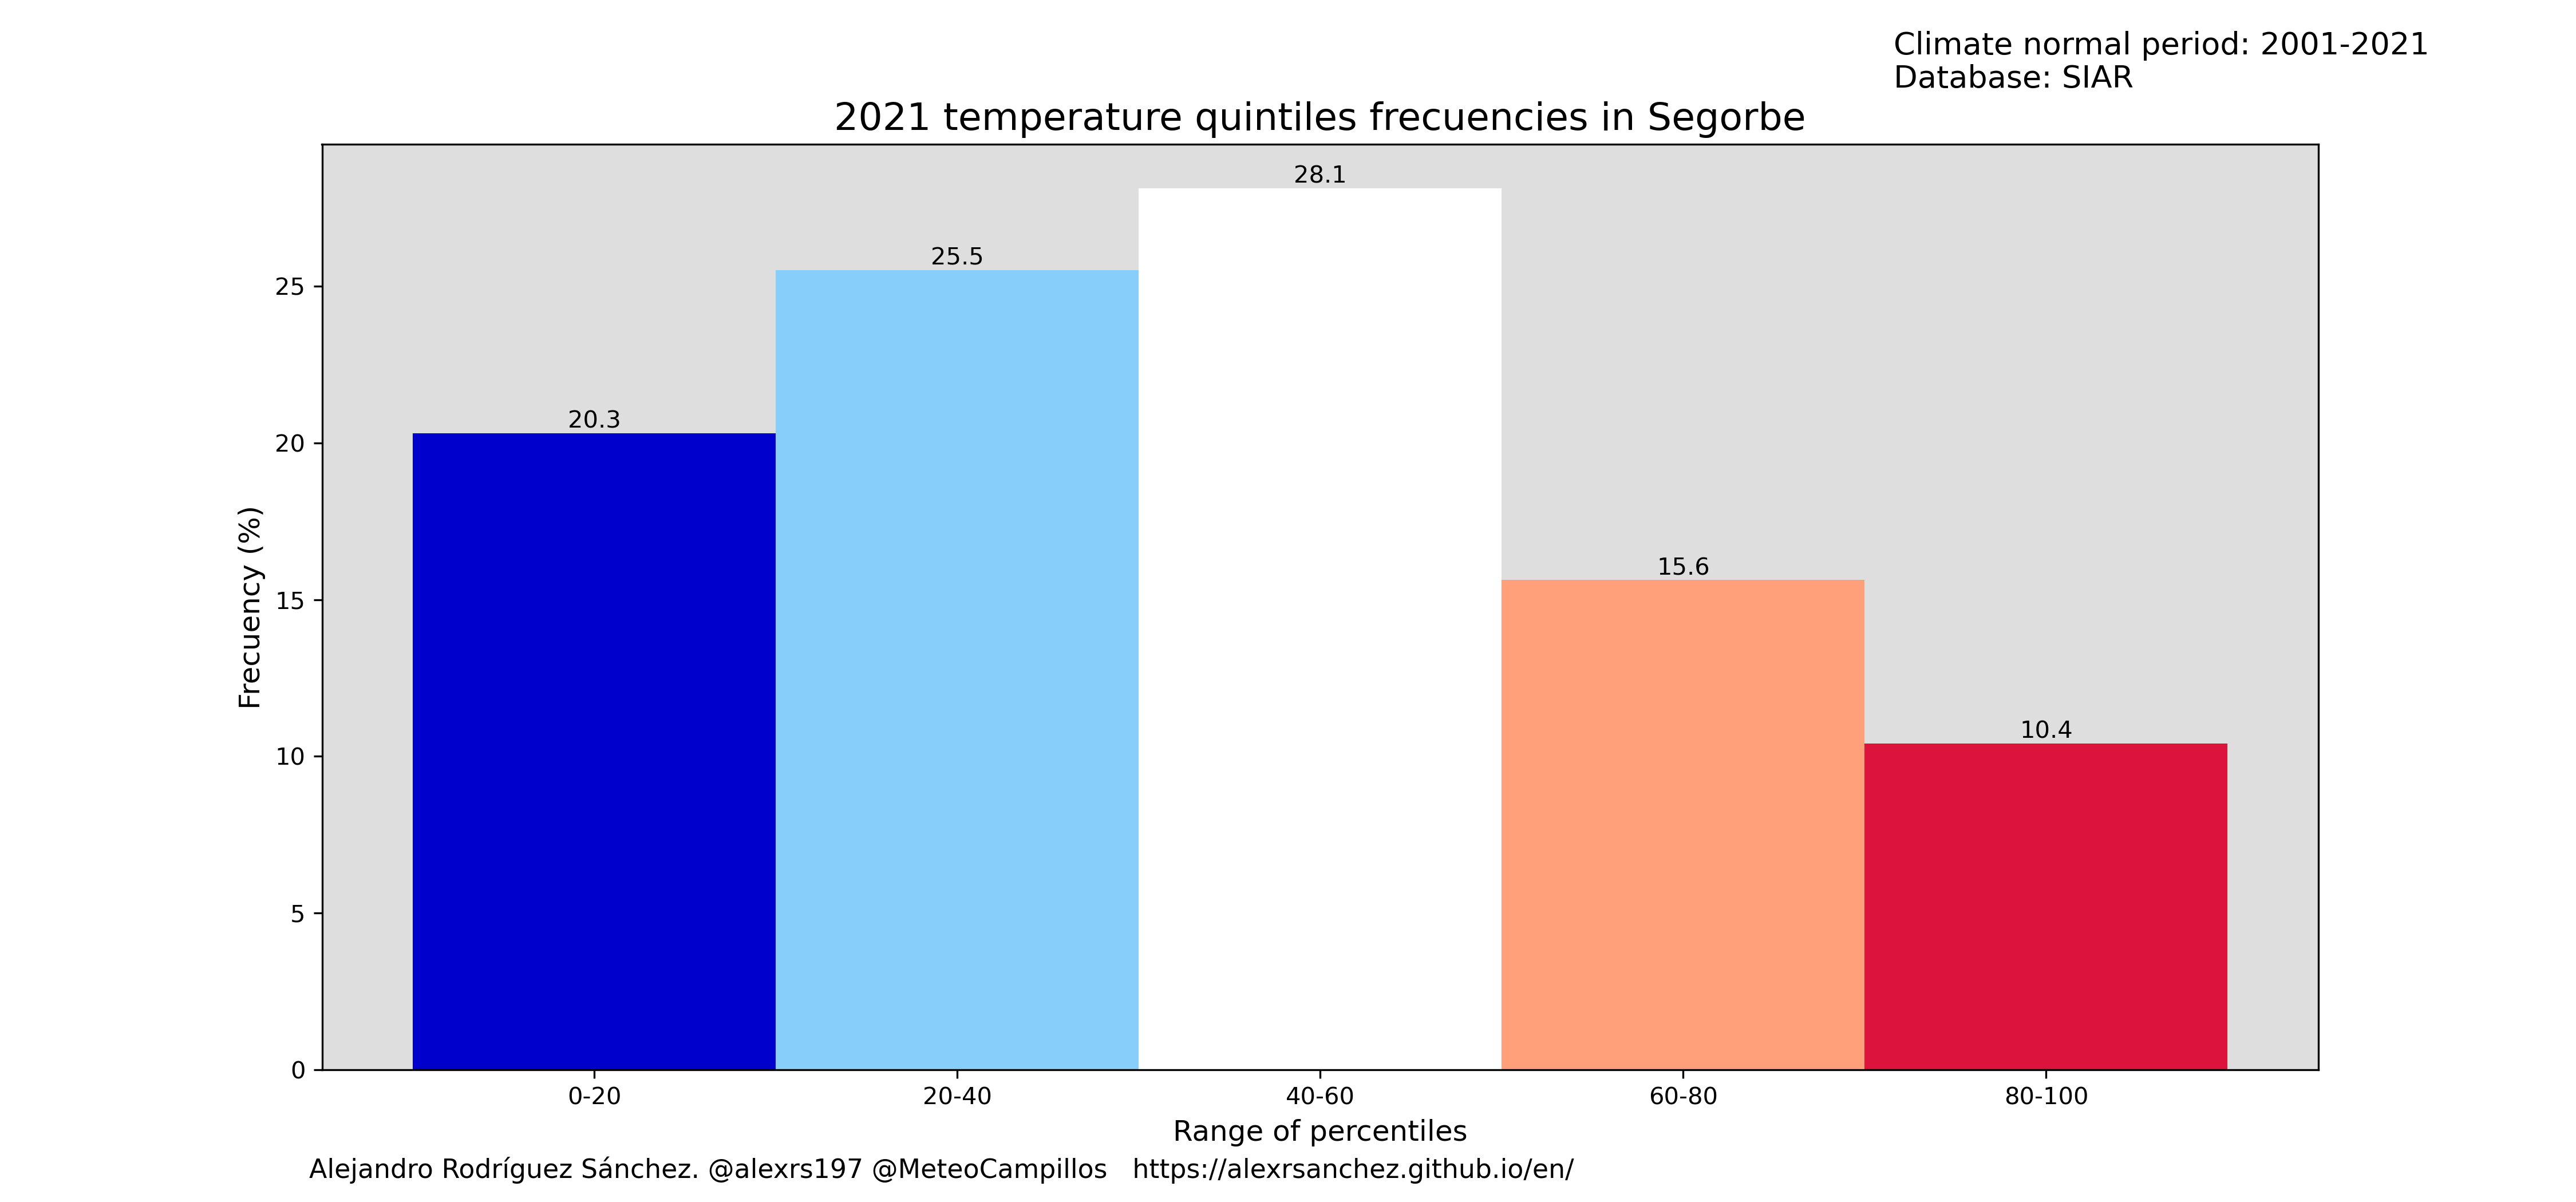 Climate normal period: 2001-2021
Database: SIAR
2021 temperature quintiles frecuencies in Segorbe
28.1
25.5
20.3
15.6
10.4
Frecuency (%)
25
20
15
10
5
0
0-20 20-40 40-60 60-80 80-100
Range of percentiles
Alejandro Rodríguez Sánchez. @alexrs197 @MeteoCampillos https://alexrsanchez.github.io/en/